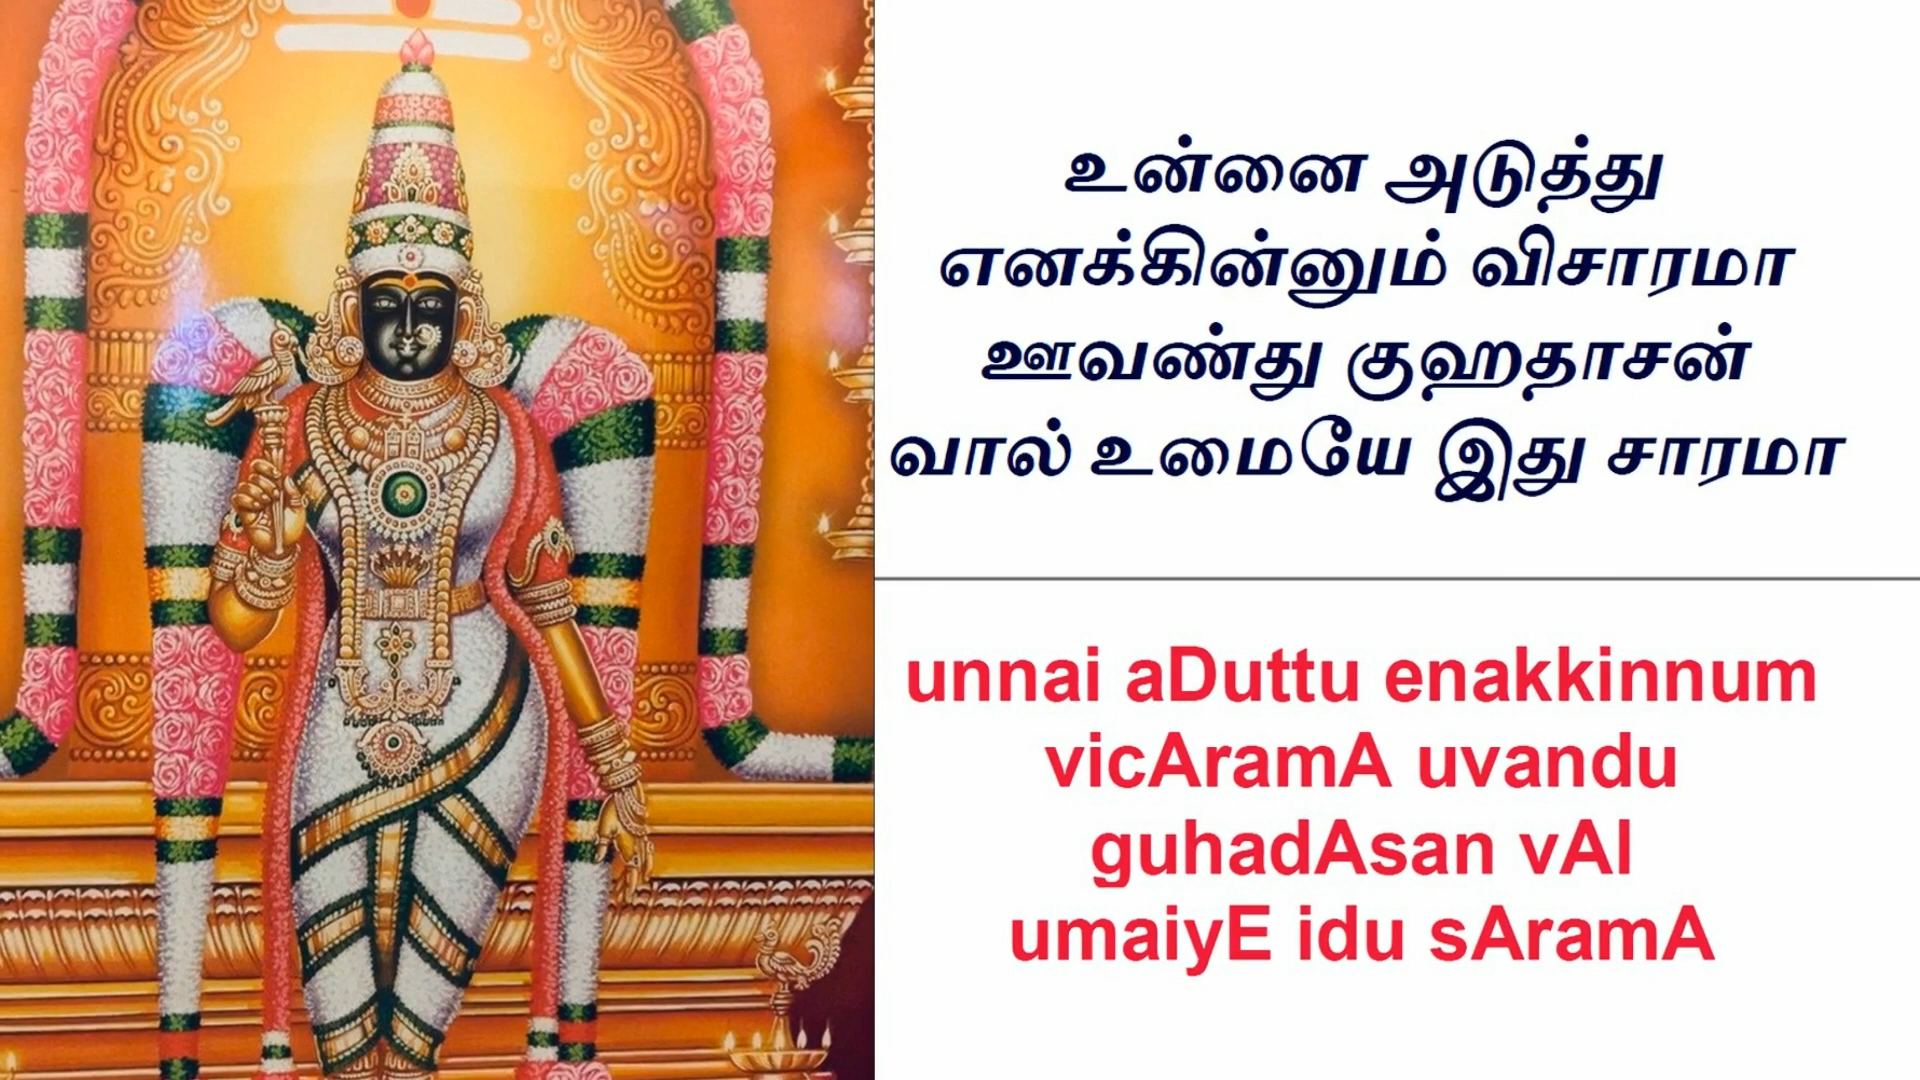 உன்னை அடுத்து
எனக்கின்னும் விசாரமா
ஊவண்து குஹதாசன்
வால் உமையே இது சாரமா
unnai aDuttu enakkinnum
vicAramA uvandu
guhadAsan vAl
umaiyE idu sAramA